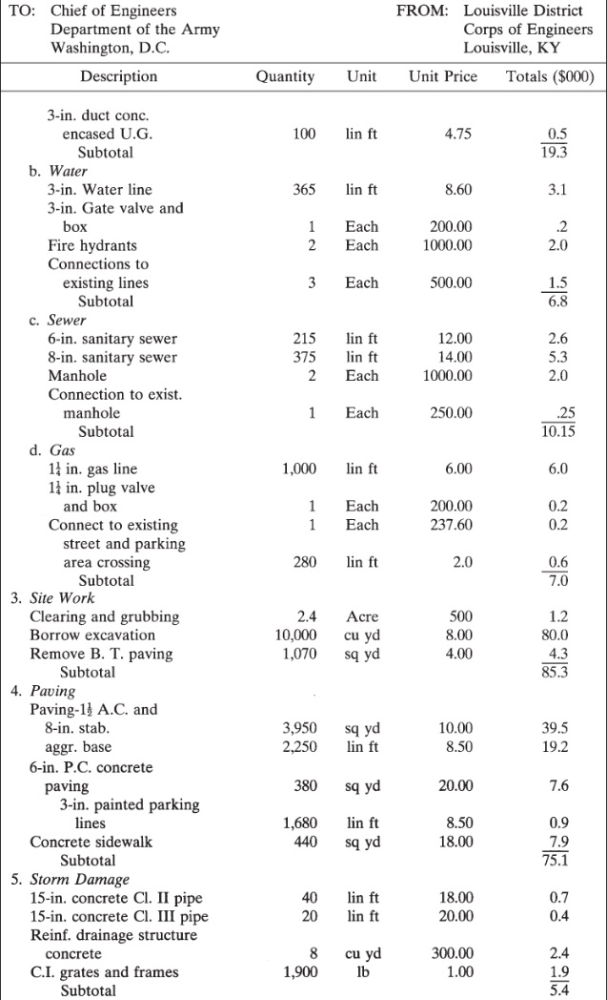 TO: Chief of Engineers FROM: Louisville District
Department of the Army Corps of Engineers
Washington, D.C. Louisville, KY
Description Quantity Unit Unit Price Totals ($000)
3-in. duct conc.
encased U.G. 100 lin ft 4.75 0.5
Subtotal 19.3
b. Water
3-in. Water line 365 lin ft 8.60 3.1
3-in. Gate valve and
box 1 Each 200.00 .2
Fire hydrants 2 Each 1000.00 2.0
Connections to
existing lines 3 Each 500.00 1.5
Subtotal 6.8
c. Sewer
6-in. sanitary sewer 215 lin ft 12.00 2.6
8-in. sanitary sewer 375 lin ft 14.00 5.3
Manhole 2 Each 1000.00 2.0
Connection to exist.
manhole 1 Each 250.00 .25
Subtotal 10.15
d. Gas
1¼ in. gas line 1,000 lin ft 6.00 6.0
1¼ in. plug valve
and box 1 Each 200.00 0.2
Connect to existing 1 Each 237.60 0.2
street and parking
area crossing 280 lin ft 2.0 0.6
Subtotal 7.0
3. Site Work
Clearing and grubbing 2.4 Acre 500 1.2
Borrow excavation 10,000 cu yd 8.00 80.0
Remove B. T. paving 1,070 sq yd 4.00 4.3
Subtotal 85.3
4. Paving
Paving-1½ A.C. and
8-in. stab. 3,950 sq yd 10.00 39.5
aggr. base 2,250 lin ft 8.50 19.2
6-in. P.C. concrete
paving 380 sq yd 20.00 7.6
3-in. painted parking
lines 1,680 lin ft 8.50 0.9
Concrete sidewalk 440 sq yd 18.00 7.9
Subtotal 75.1
5. Storm Damage
15-in. concrete Cl. II pipe 40 lin ft 18.00 0.7
15-in. concrete Cl. III pipe 20 lin ft 20.00 0.4
Reinf. drainage structure
concrete 8 cu yd 300.00 2.4
C.I. grates and frames 1,900 lb 1.00 1.9
Subtotal 5.4